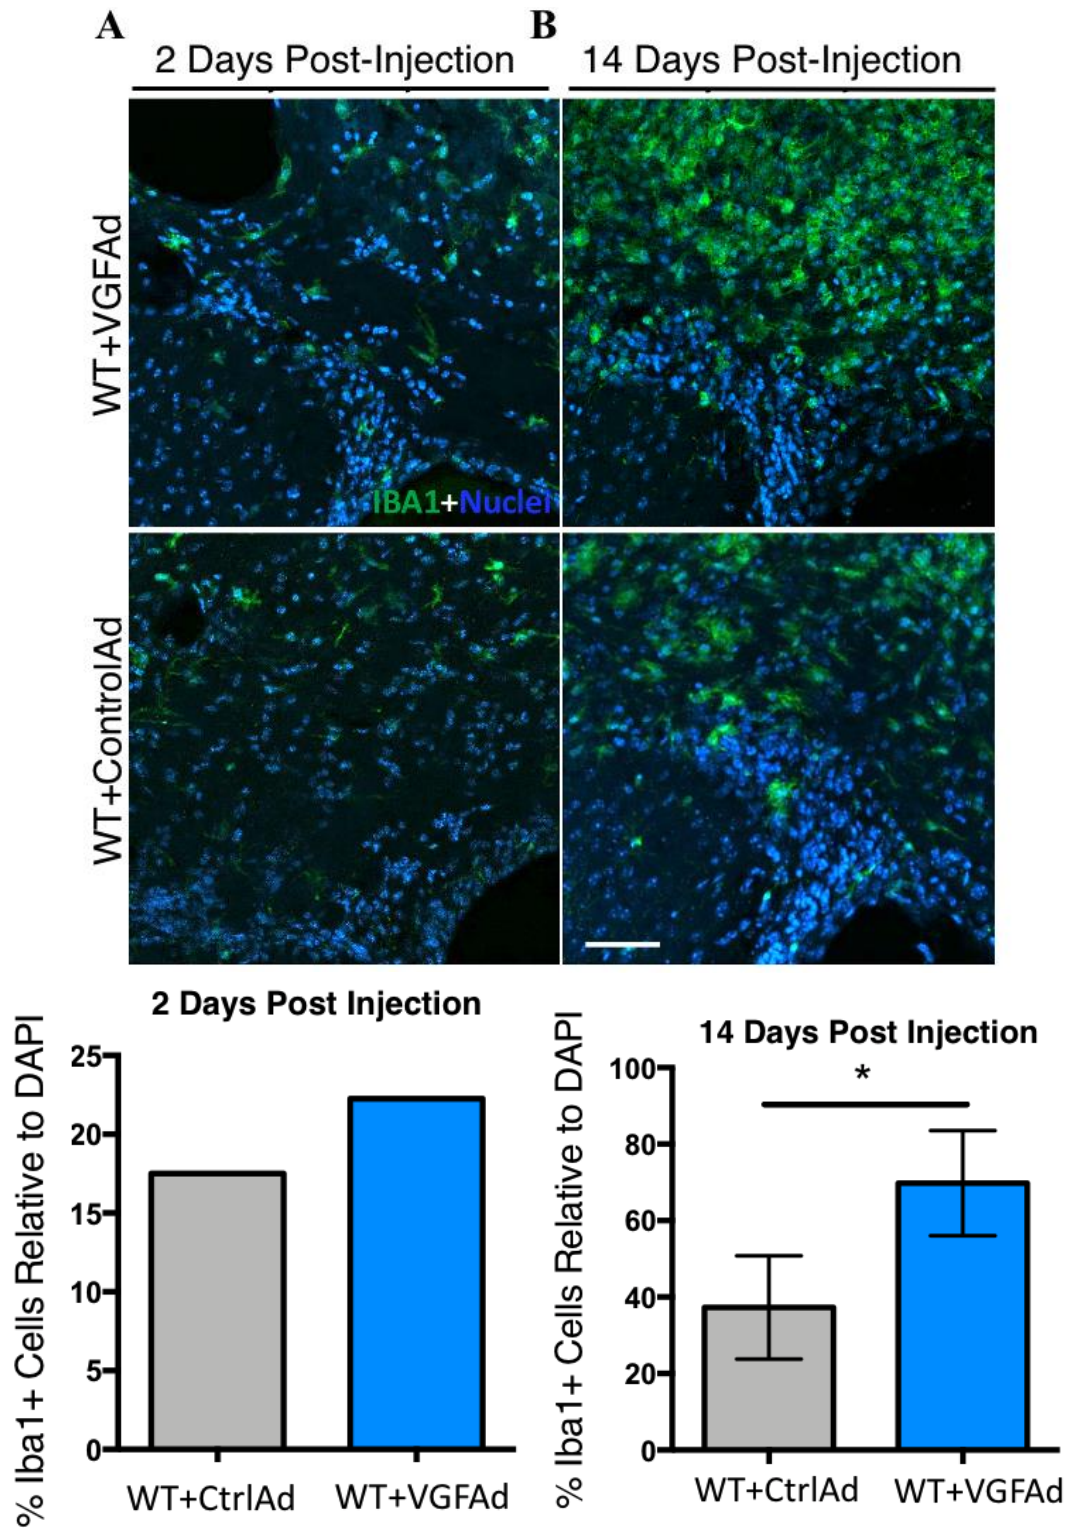 A
B
2 Days Post-Injection
14 Days Post-Injection
WT+VGFAd
IBA1+Nuclei
WT+ControlAd
2 Days Post Injection
% Iba1+ Cells Relative to DAPI
25
20
15
10
5
0
WT+CtrlAd
WT+VGFAd
14 Days Post Injection
% Iba1+ Cells Relative to DAPI
100
*
80
60
40
20
0
WT+CtrlAd
WT+VGFAd